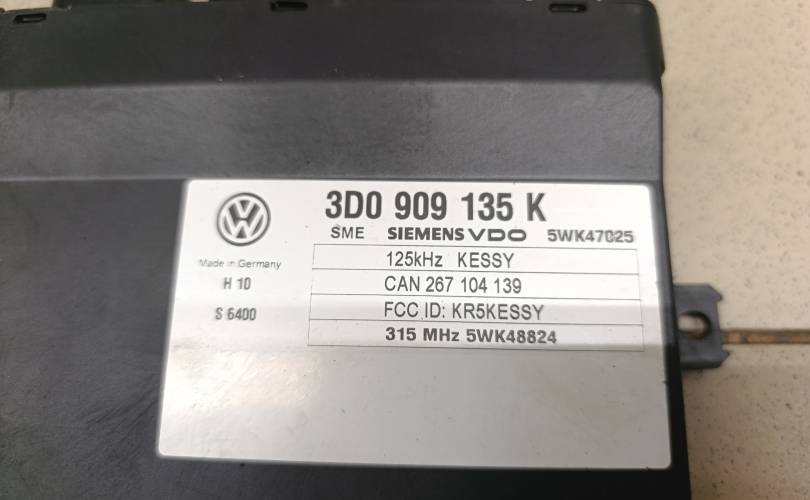 3D0 909 135 K
SME SIEMENS VDO 5WK47025
Made in Germany
125kHz KESSY
H 10
CAN 267 104 139
S 6400
FCC ID: KR5KESSY
315 MHz 5WK48824